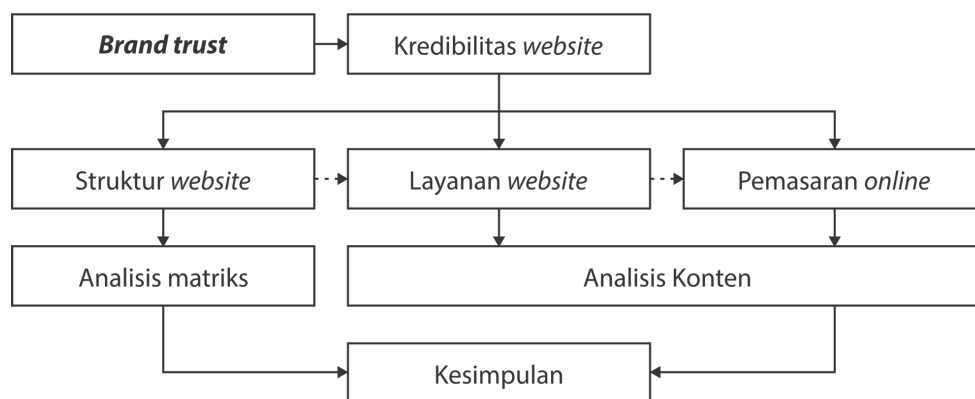 Brand trust
Kredibilitas website
Struktur website
Layanan website
Pemasaran online
Analisis matriks
Analisis Konten
Kesimpulan